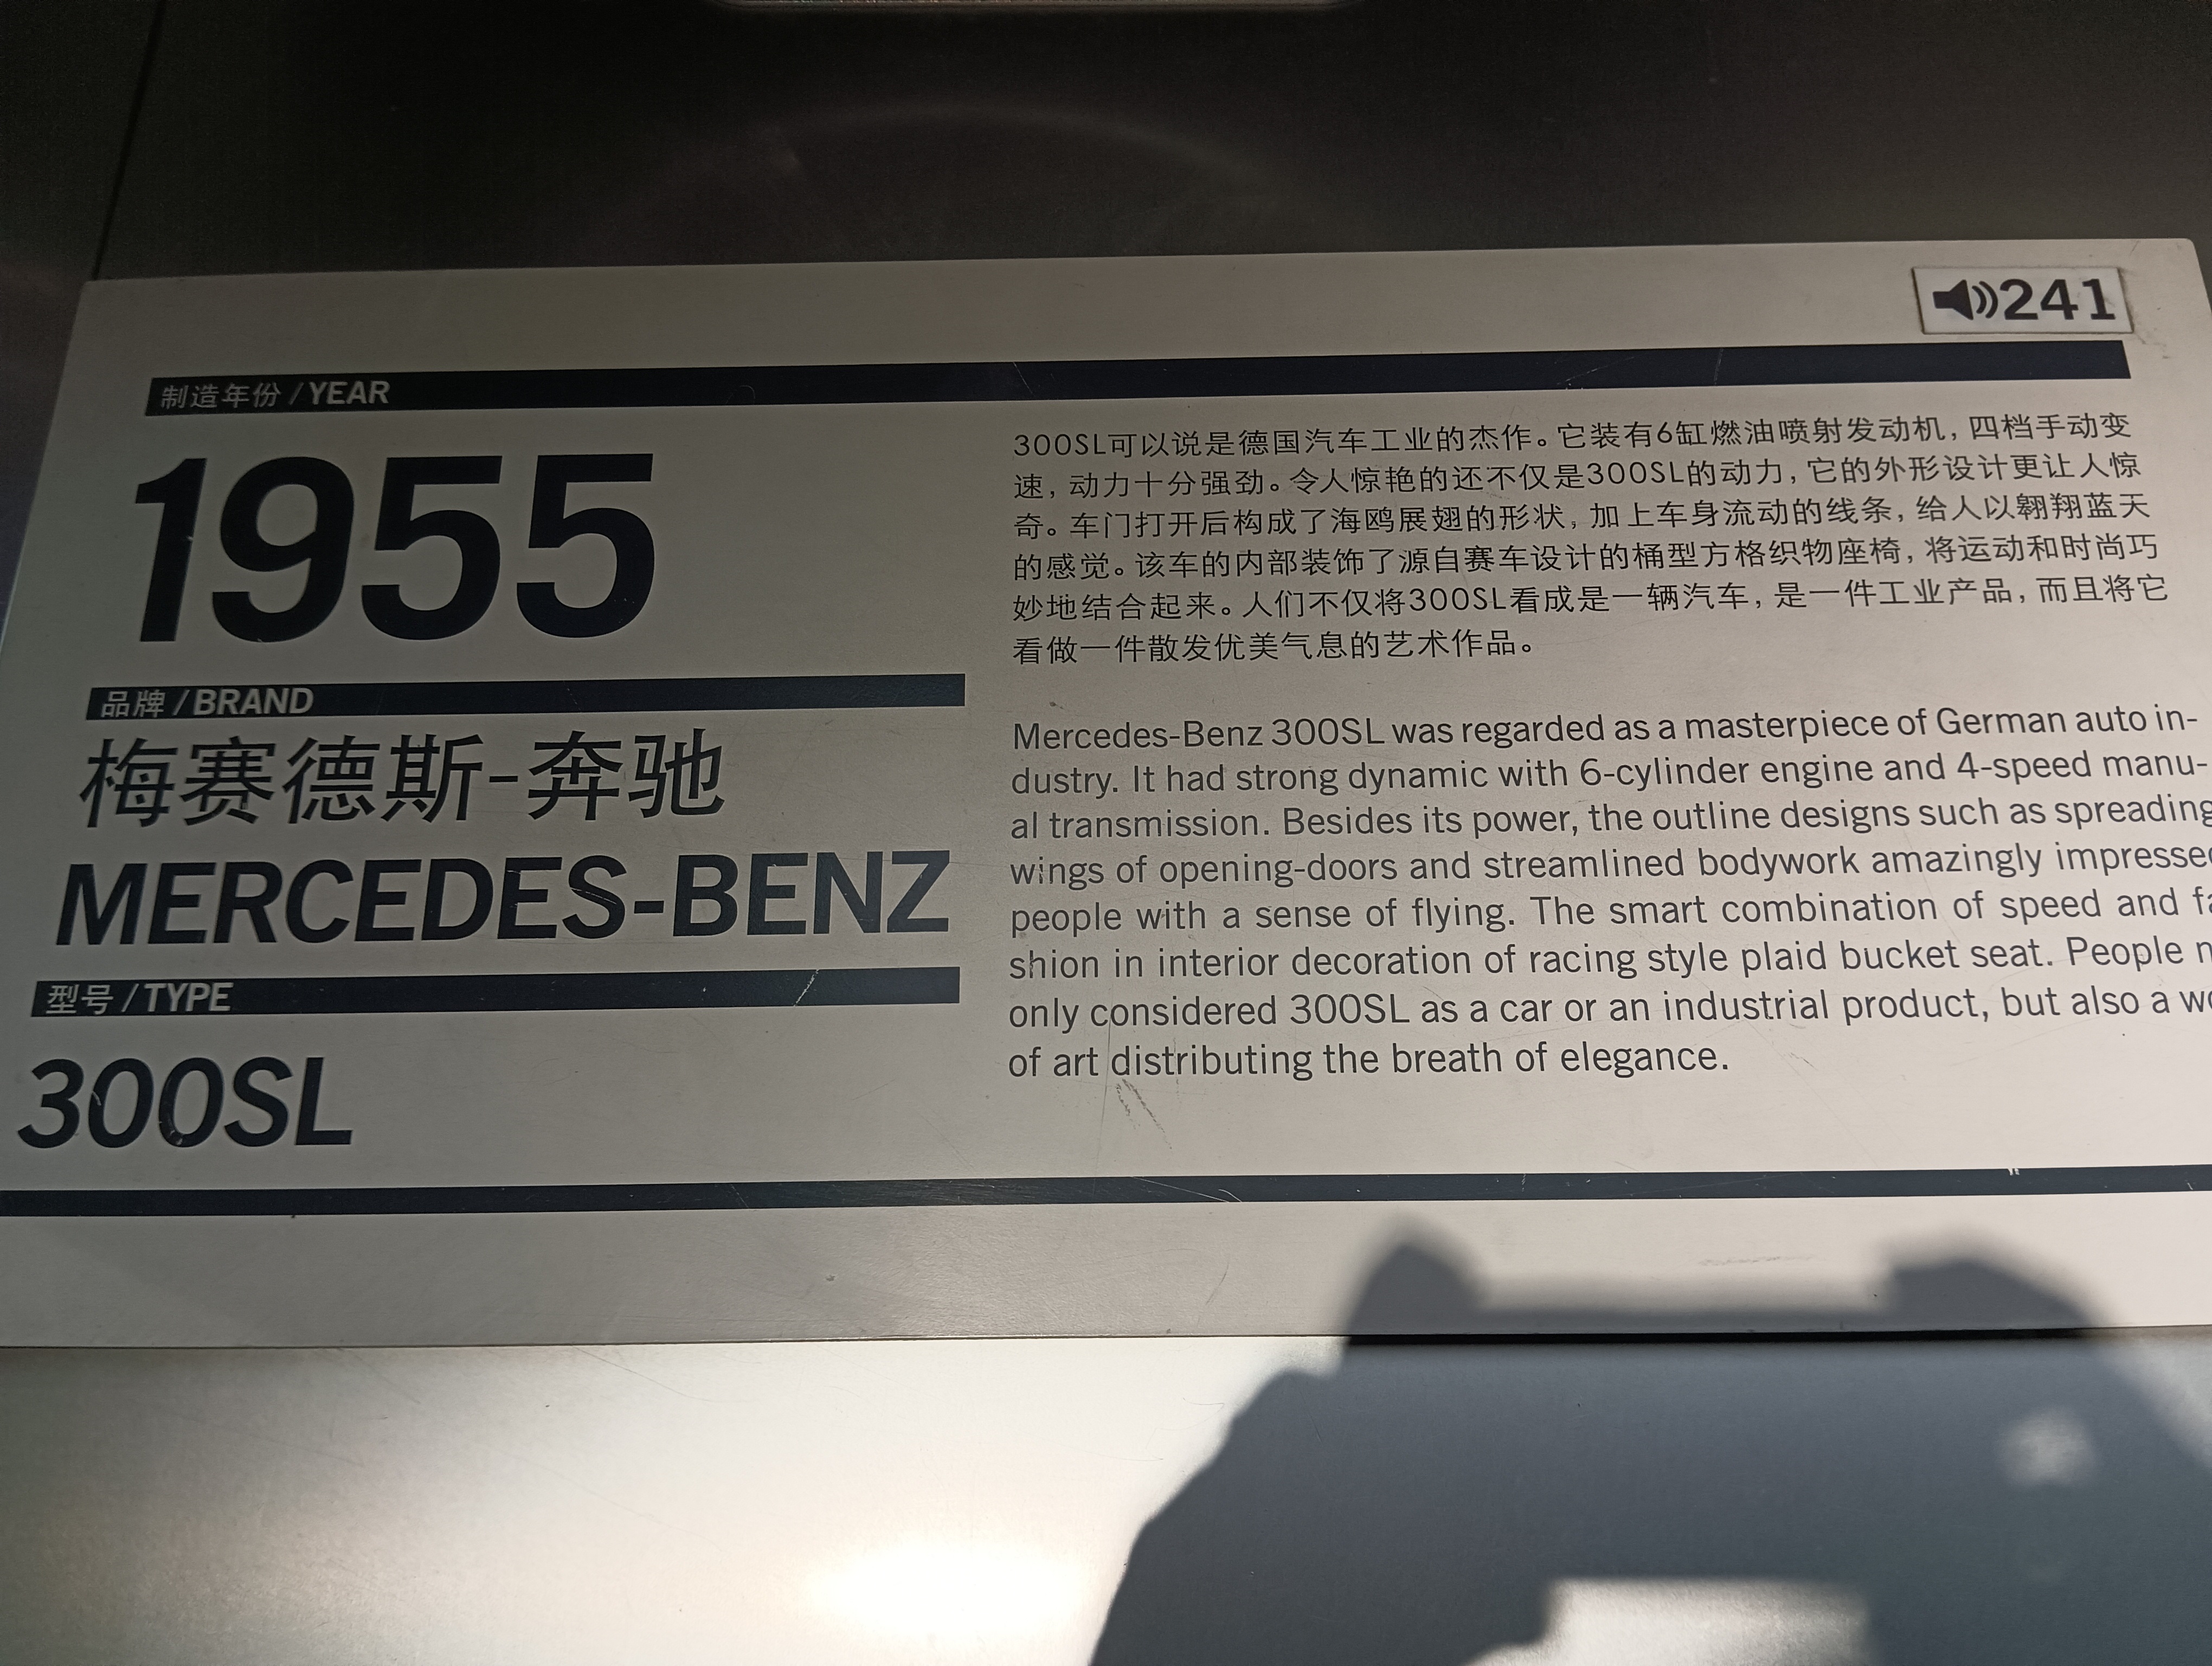 241
制造年份 / YEAR
1955
品牌 / BRAND
梅赛德斯-奔驰
MERCEDES-BENZ
型号 / TYPE
300SL
300SL可以说是德国汽车工业的杰作。它装有6缸燃油喷射发动机，四档手动变
速，动力十分强劲。令人惊艳的还不仅是300SL的动力，它的外形设计更让人惊
奇。车门打开后构成了海鸥展翅的形状，加上车身流动的线条，给人以翱翔蓝天
的感觉。该车的内部装饰了源自赛车设计的桶型方格织物座椅，将运动和时尚巧
妙地结合起来。人们不仅将300SL看成是一辆汽车，是一件工业产品，而且将它
看做一件散发优美气息的艺术作品。
Mercedes-Benz 300SL was regarded as a masterpiece of German auto in-
dustry. It had strong dynamic with 6-cylinder engine and 4-speed manu-
al transmission. Besides its power, the outline designs such as spreading
wings of opening-doors and streamlined bodywork amazingly
people with a sense of flying. The smart combination of speed and
shion in interior decoration of racing style plaid bucket seat. People
only considered 300SL as a car or an industrial product, but also a
of art distributing the breath of elegance.